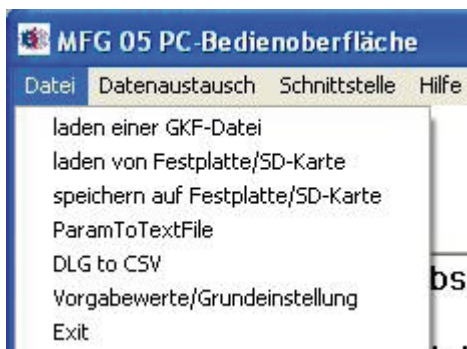 MFG 05 PC-Bedienoberfläche
Datei Datenaustausch Schnittstelle Hilfe
laden einer GKF-Datei
laden von Festplatte/SD-Karte
speichern auf Festplatte/SD-Karte
ParamToTextFile
DLG to CSV
Vorgabewerte/Grundeinstellung
Exit